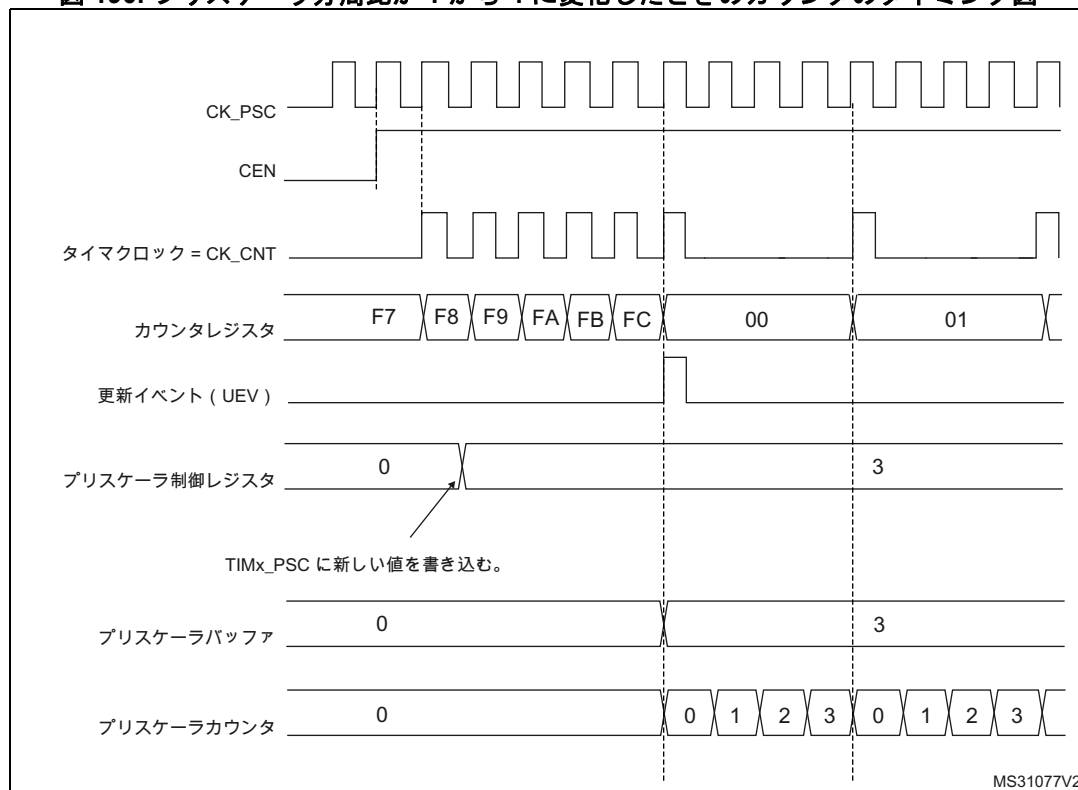 CK_PSC
CEN
タイマクロック = CK_CNT
カウンタレジスタ F7 F8 F9 FA FB FC 00 01
更新イベント ( UEV )
プリスケーラ制御レジスタ 0 3
TIMx_PSC に新しい値を書き込む。
プリスケーラバッファ 0 3
プリスケーラカウンタ 0 0 1 2 3 0 1 2 3
MS31077V2